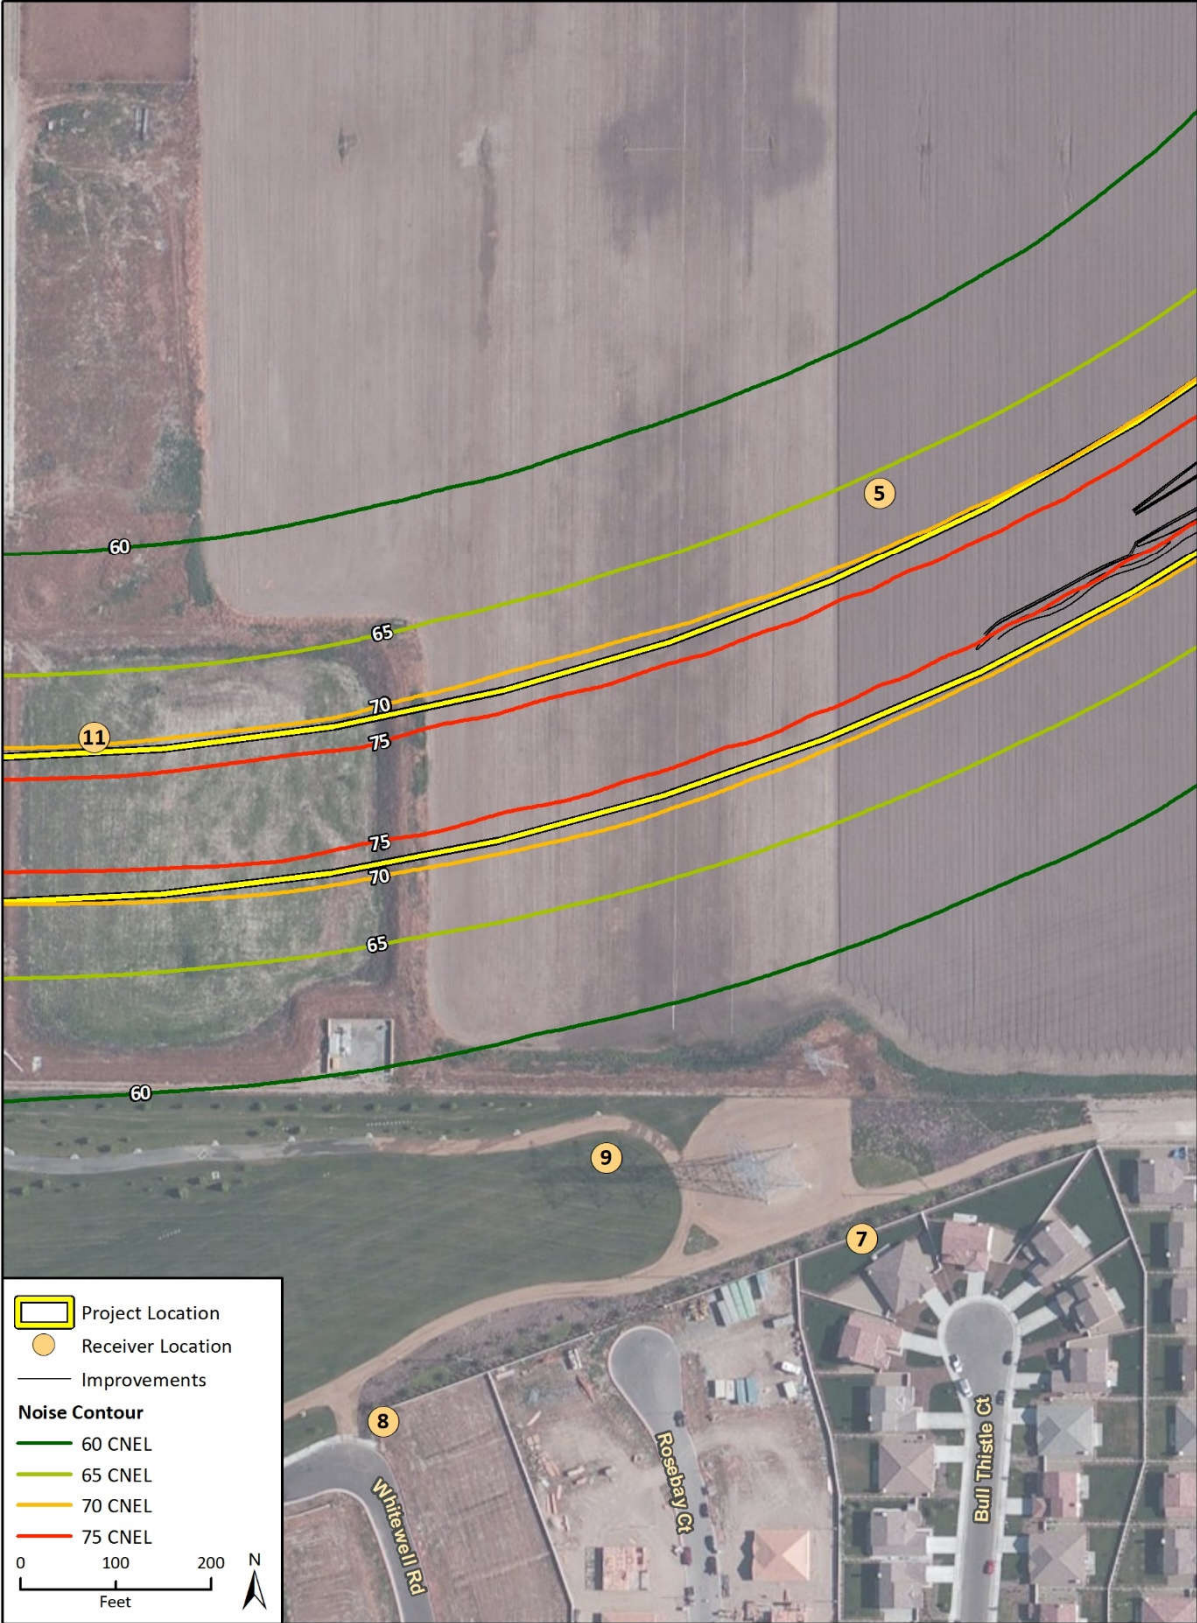 5
60
65
70
11
75
75
70
65
60
9
7
8
Whitewell Rd
Rosebay Ct
Bull Thistle Ct
Project Location
Receiver Location
Improvements
Noise Contour
60 CNEL
65 CNEL
70 CNEL
75 CNEL
0 100 200 N
Feet